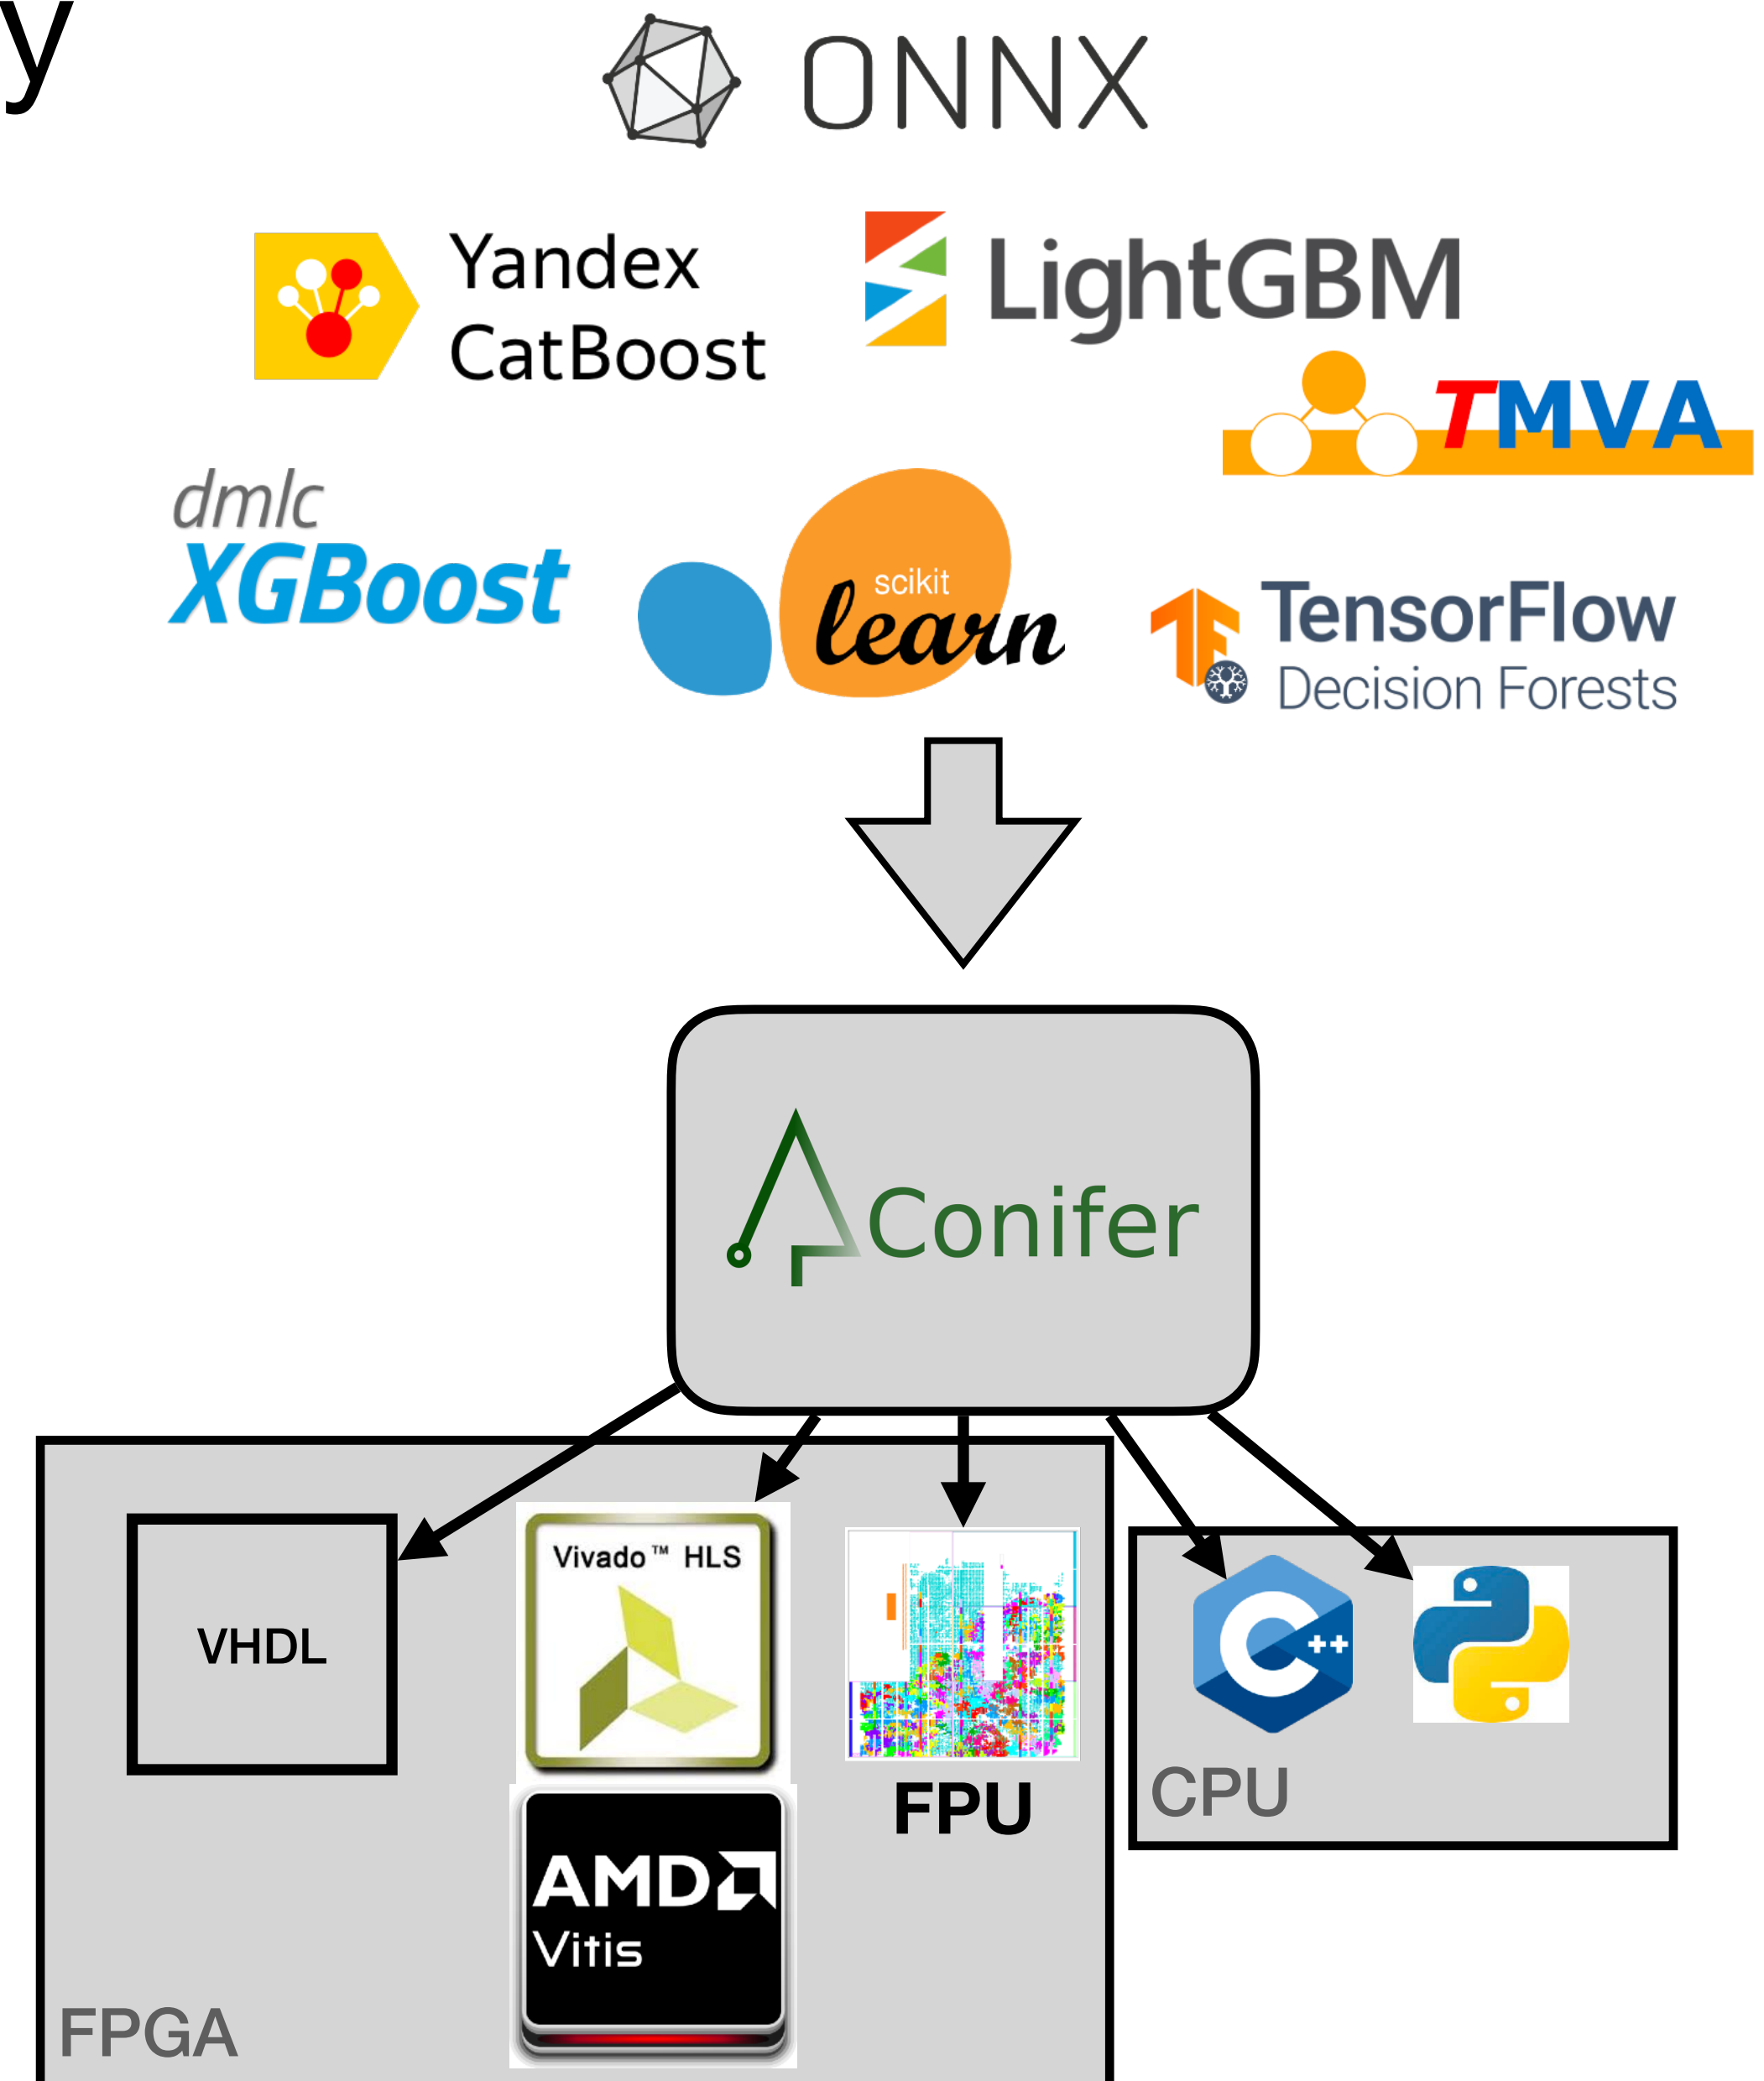 y
ONNX
Yandex
CatBoost
LightGBM
TMVA
dmlc
XGBoost
scikit
learn
TensorFlow
Decision Forests
Conifer
Vivado™ HLS
VHDL
C++
FPU
CPU
AMD
Vitis
FPGA